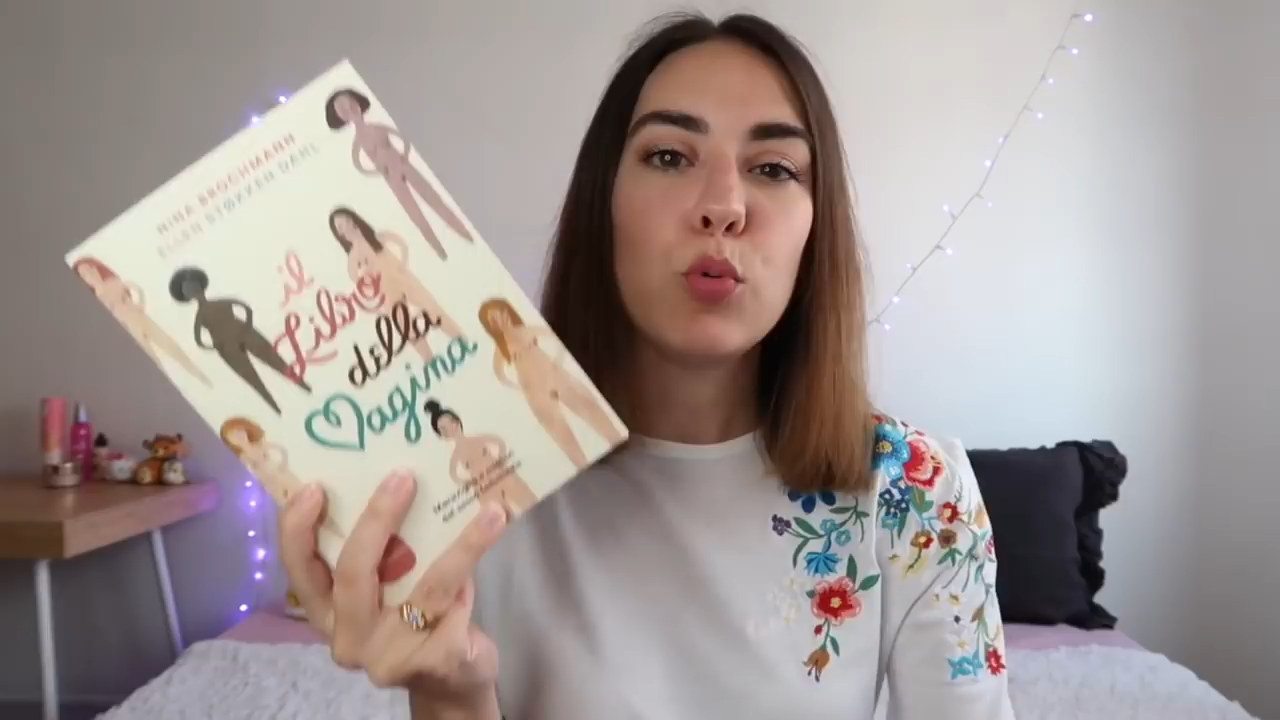 NINA BROCHMANN
ELLEN STØKKEN DAHL
il
Libro
della
Vagina